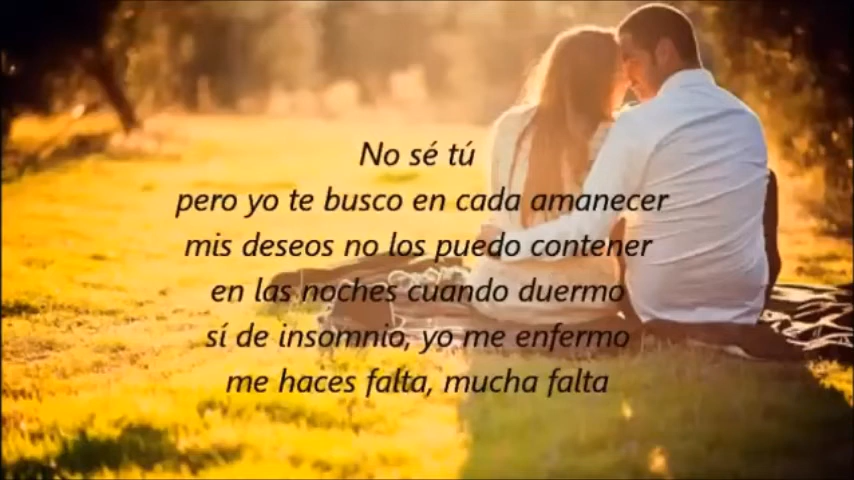 No sé tú
pero yo te busco en cada amanecer
mis deseos no los puedo contener
en las noches cuando duermo
sí de insomnio, yo me enfermo
me haces falta, mucha falta